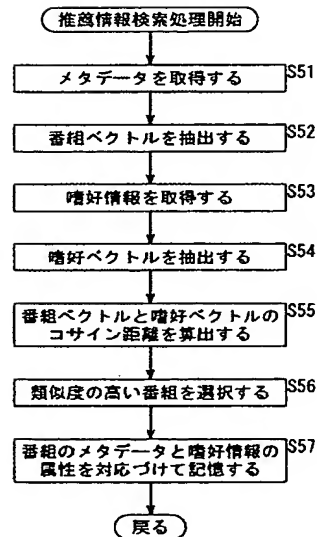 推薦情報検索処理開始
メタデータを取得する
S51
番組ベクトルを抽出する
S52
嗜好情報を取得する
S53
嗜好ベクトルを抽出する
S54
番組ベクトルと嗜好ベクトルの
コサイン距離を算出する
S55
類似度の高い番組を選択する
S56
番組のメタデータと嗜好情報の
属性を対応づけて記憶する
S57
戻る